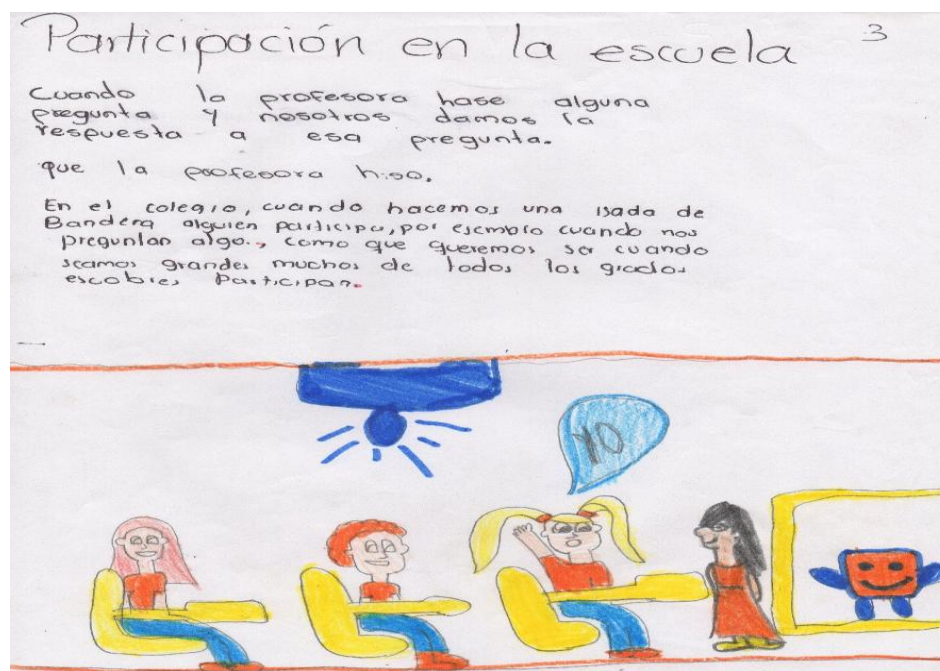 Participación en la escuela 3
Cuando la profesora hase alguna
pregunta y nosotros damos la
respuesta a esa pregunta.
que la profesora hiso.
En el colegio, cuando hacemos una isada de
Bandera alguien participa, por ejemblo cuando nos
preguntan algo., como que queremos ser cuando
seamos grandes muchos de todos los grados
escolores Participan.
YO